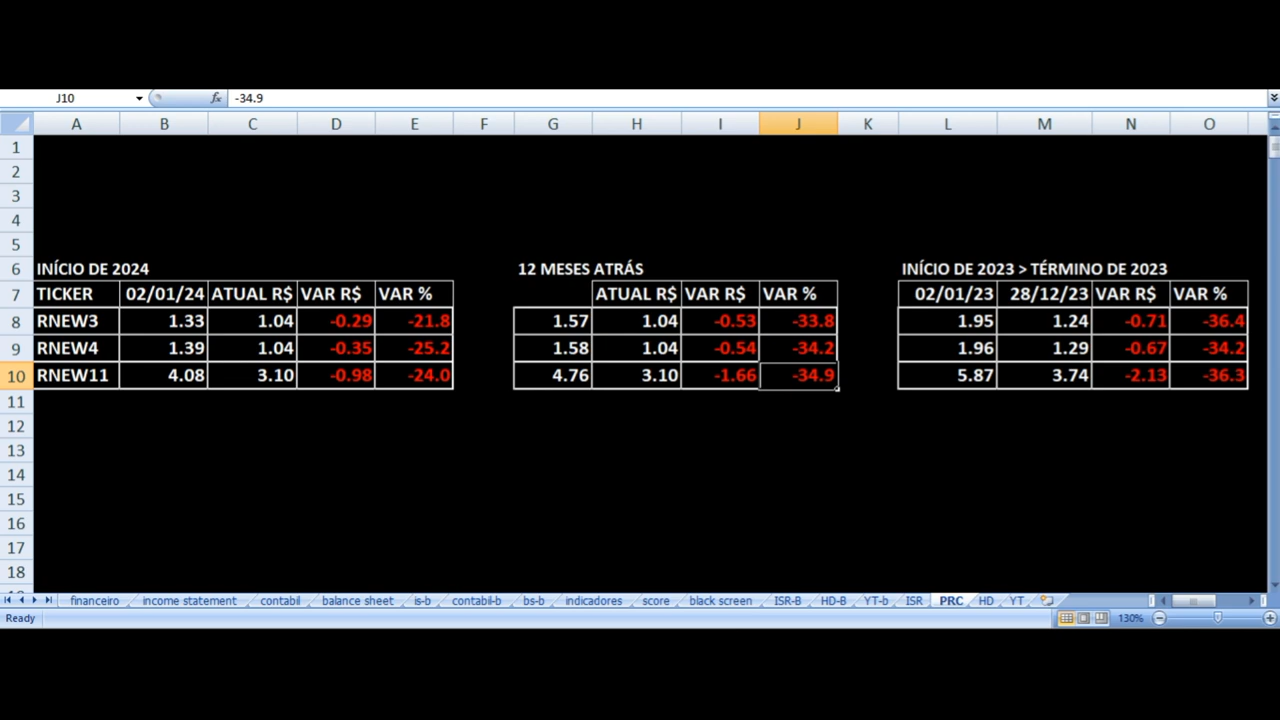 J10 fx -34.9
A B C D E F G H I J K L M N O
1
2
3
4
5
6 INÍCIO DE 2024 12 MESES ATRÁS INÍCIO DE 2023 > TÉRMINO DE 2023
7 TICKER 02/01/24 ATUAL R$ VAR R$ VAR % ATUAL R$ VAR R$ VAR % 02/01/23 28/12/23 VAR R$ VAR %
8 RNEW3 1.33 1.04 -0.29 -21.8 1.57 1.04 -0.53 -33.8 1.95 1.24 -0.71 -36.4
9 RNEW4 1.39 1.04 -0.35 -25.2 1.58 1.04 -0.54 -34.2 1.96 1.29 -0.67 -34.2
10 RNEW11 4.08 3.10 -0.98 -24.0 4.76 3.10 -1.66 -34.9 5.87 3.74 -2.13 -36.3
11
12
13
14
15
16
17
18
financeiro income statement contabil balance sheet is-b contabil-b bs-b indicadores score black screen ISR-B HD-B YT-b ISR PRC HD YT
Ready 130%